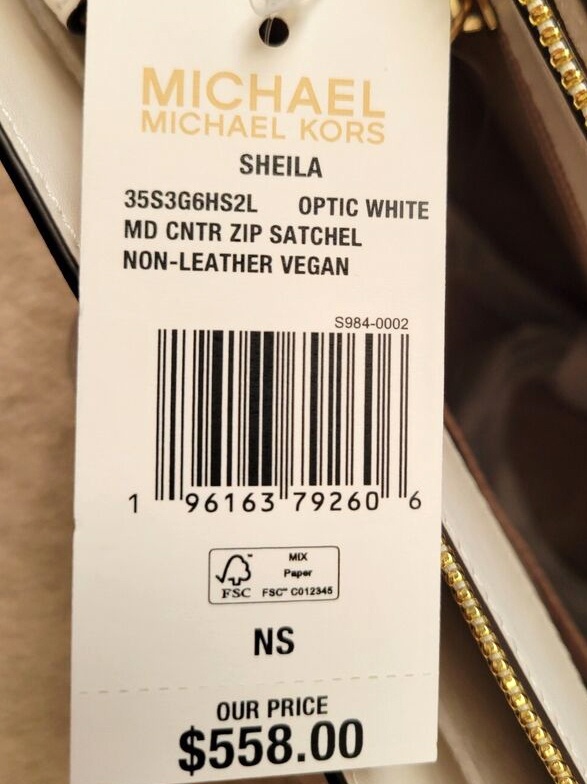 MICHAEL
MICHAEL KORS
SHEILA
35S3G6HS2L OPTIC WHITE
MD CNTR ZIP SATCHEL
NON-LEATHER VEGAN
S984-0002
1 96163 79260 6
FSC™
MIX
Paper
FSC™ C012345
NS
OUR PRICE
$558.00